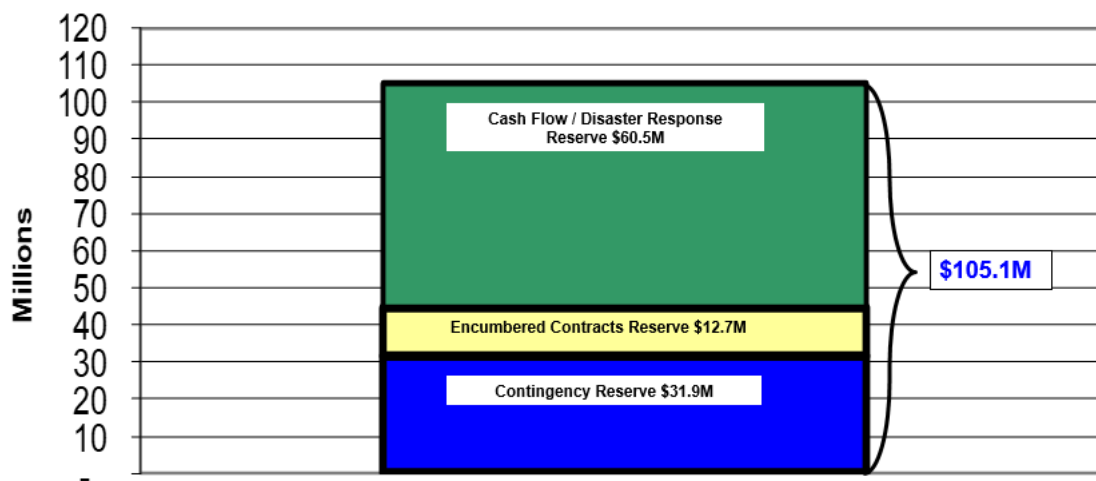 120
110
100
90
80
70
60
50
40
30
20
10
-
Millions
Cash Flow / Disaster Response
Reserve $60.5M
Encumbered Contracts Reserve $12.7M
Contingency Reserve $31.9M
$105.1M